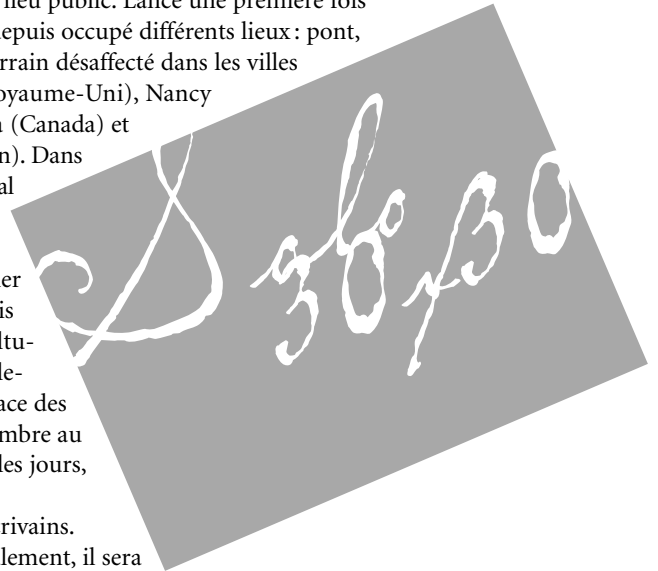 lieu public. Lancé une première fois
depuis occupé différents lieux : pont,
rrain désaffecté dans les villes
oyaume-Uni), Nancy
(Canada) et
n). Dans
al
er
is
ltu-
le-
ace des
mbre au
les jours,
rivains.
lement, il sera